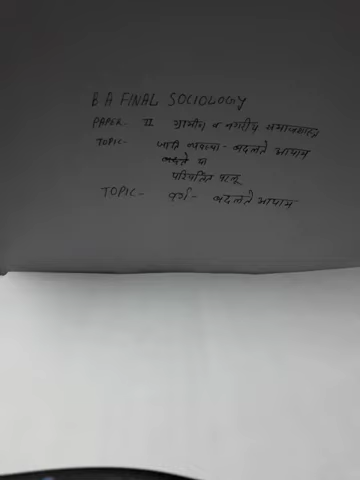 B A FINAL SOCIOLOGY
PAPER II ग्रामीण व नगरीय समाजशास्त्र
TOPIC- जाति व्यवस्था - बदलते आयाम
बदलते या
परिवर्तित पहलू
TOPIC- वर्ग - बदलते आयाम